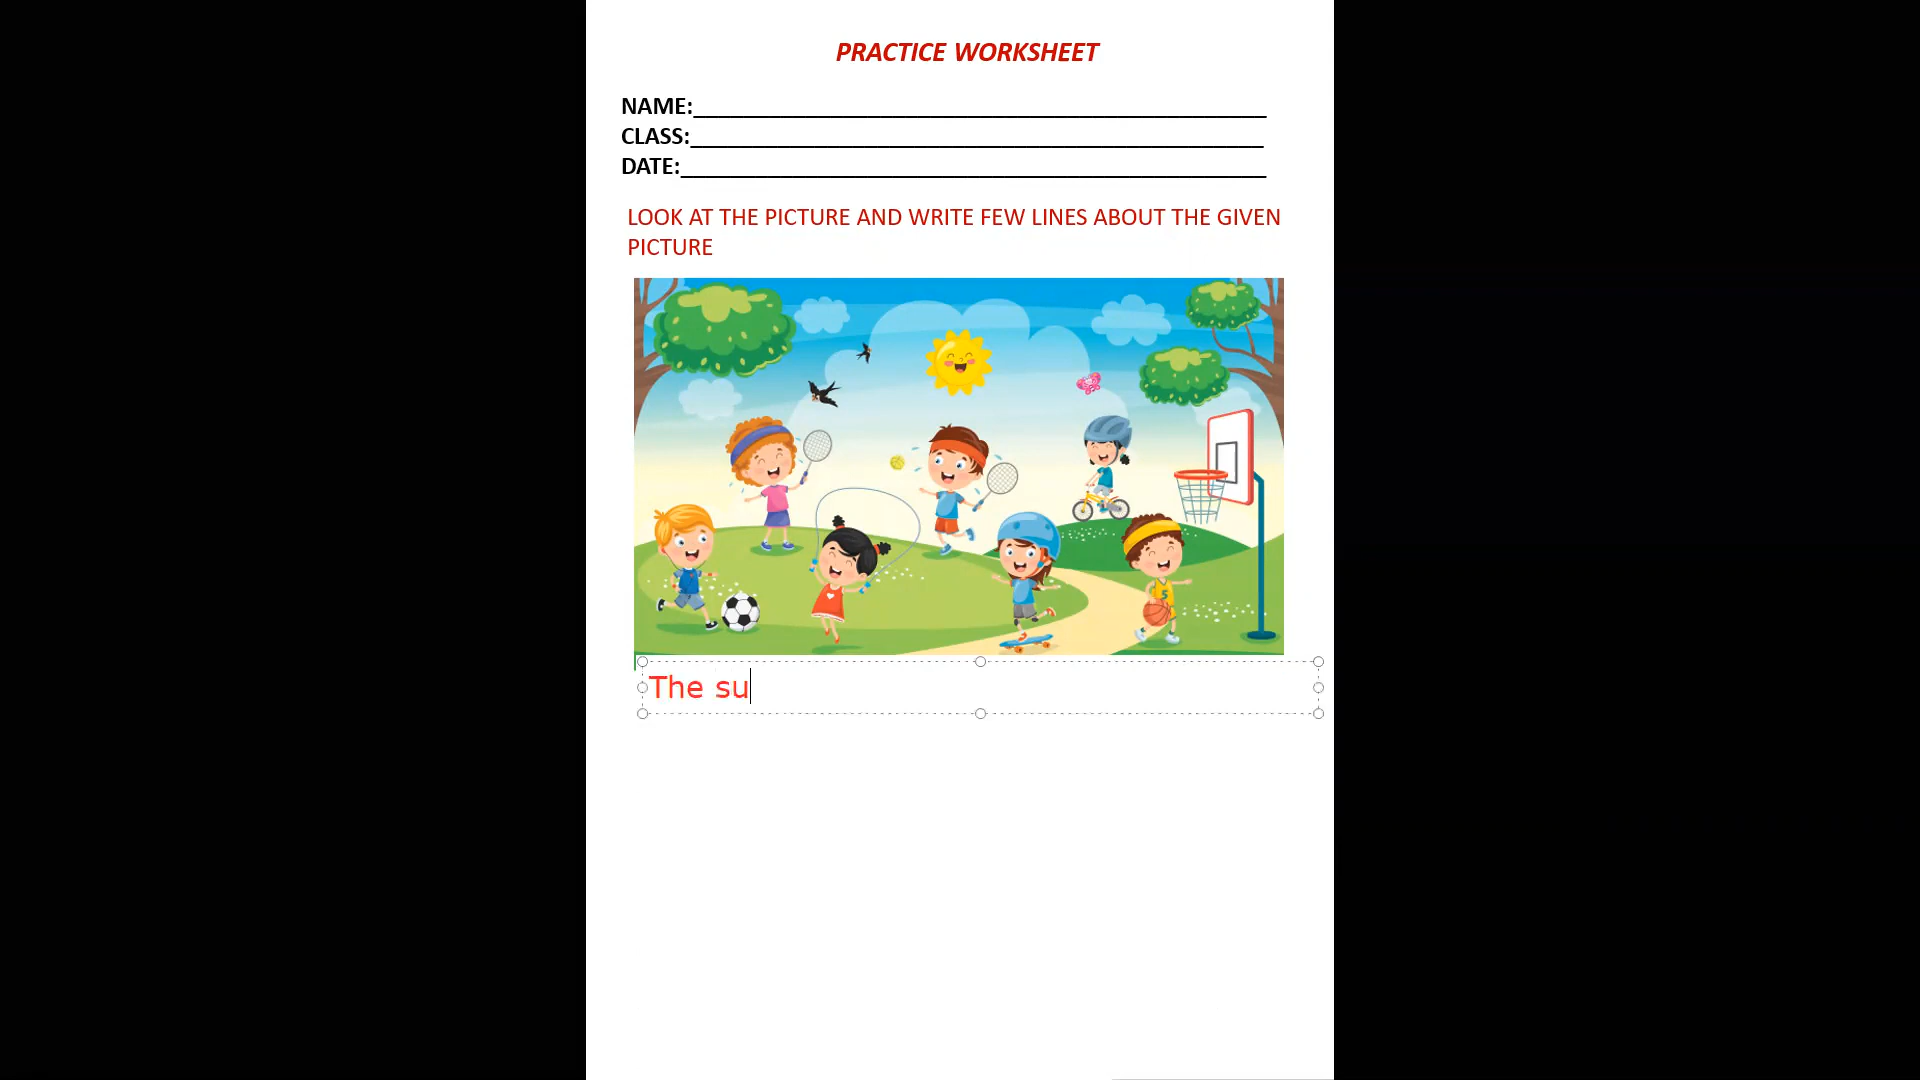 PRACTICE WORKSHEET
NAME:
CLASS:
DATE:
LOOK AT THE PICTURE AND WRITE FEW LINES ABOUT THE GIVEN
PICTURE
5
The su